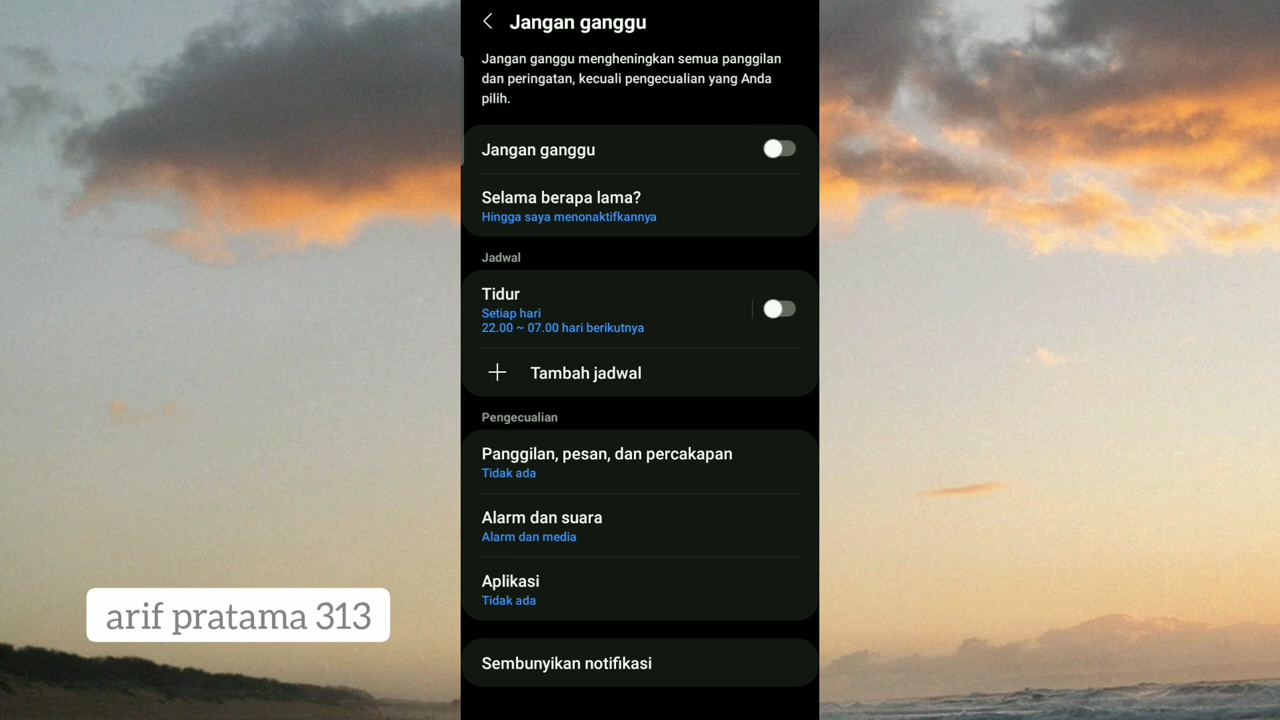 Jangan ganggu
Jangan ganggu mengheningkan semua panggilan
dan peringatan, kecuali pengecualian yang Anda
pilih.
Jangan ganggu
Selama berapa lama?
Hingga saya menonaktifkannya
Jadwal
Tidur
Setiap hari
22.00 ~ 07.00 hari berikutnya
Tambah jadwal
Pengecualian
Panggilan, pesan, dan percakapan
Tidak ada
Alarm dan suara
Alarm dan media
Aplikasi
Tidak ada
Sembunyikan notifikasi
arif pratama 313